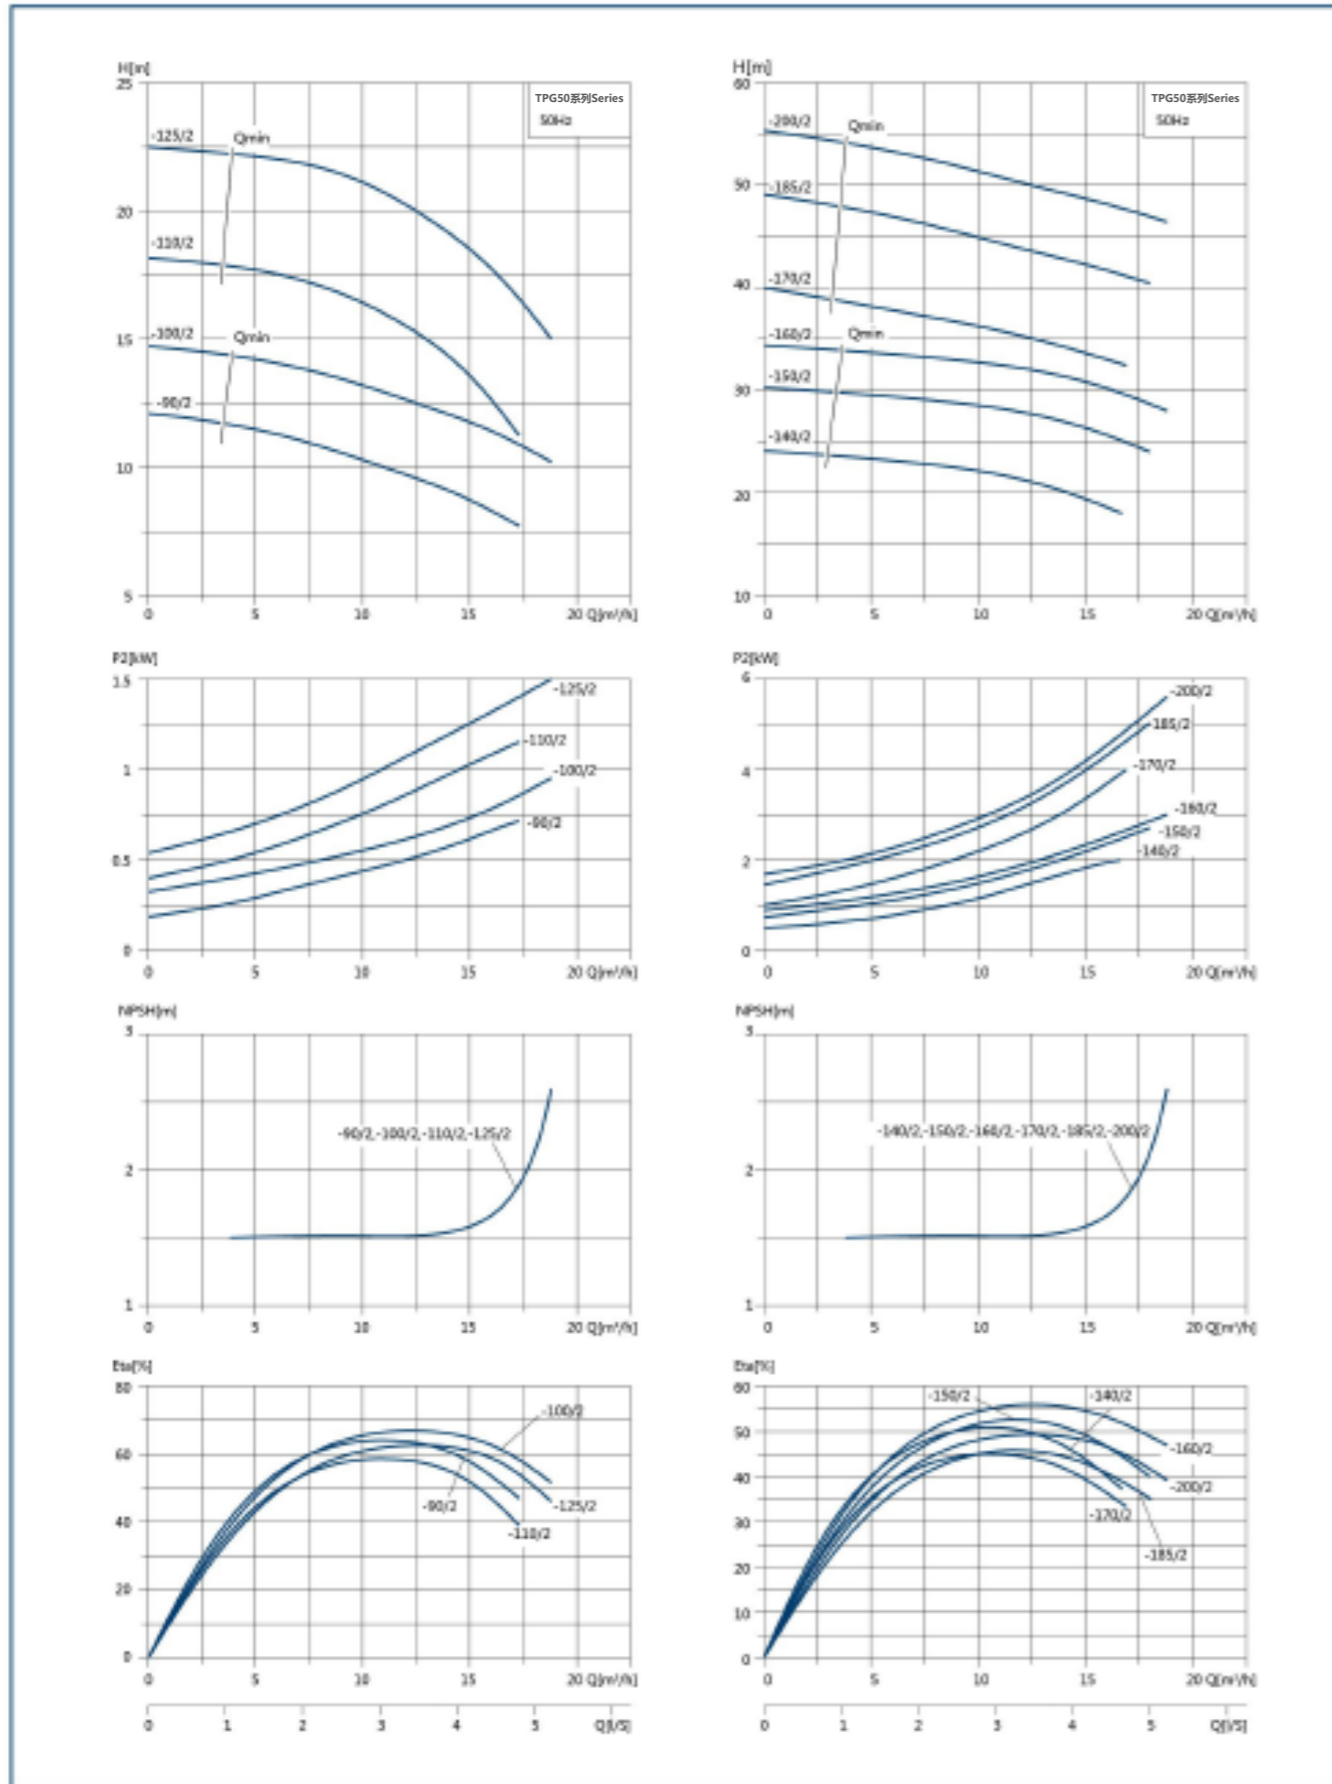 H[m]
25
TPG50系列Series
50Hz
-125/2
Qmin
20
-110/2
-100/2
Qmin
15
-90/2
10
5
0 5 10 15 20 Q[m³/h]
H[m]
60
TPG50系列Series
50Hz
-200/2
Qmin
50
-185/2
-170/2
40
-160/2
Qmin
-150/2
30
-140/2
20
10
0 5 10 15 20 Q[m³/h]
P2[kW]
1.5
-125/2
-110/2
1
-100/2
-90/2
0.5
0
0 5 10 15 20 Q[m³/h]
P2[kW]
6
-200/2
185/2
4
-170/2
-160/2
-150/2
2
-140/2
0
0 5 10 15 20 Q[m³/h]
NPSH[m]
3
-90/2,-100/2,-110/2,-125/2
2
1
0 5 10 15 20 Q[m³/h]
NPSH[m]
3
-140/2,-150/2,-160/2,-170/2,-185/2,-200/2
2
1
0 5 10 15 20 Q[m³/h]
Eta[%]
80
-100/2
60
-90/2
-125/2
40
-110/2
20
0
0 5 10 15 20 Q[m³/h]
0 1 2 3 4 5 Q[l/S]
Eta[%]
60
-150/2
-140/2
50
-160/2
40
-200/2
-170/2
30
-185/2
20
10
0
0 5 10 15 20 Q[m³/h]
0 1 2 3 4 5 Q[l/S]